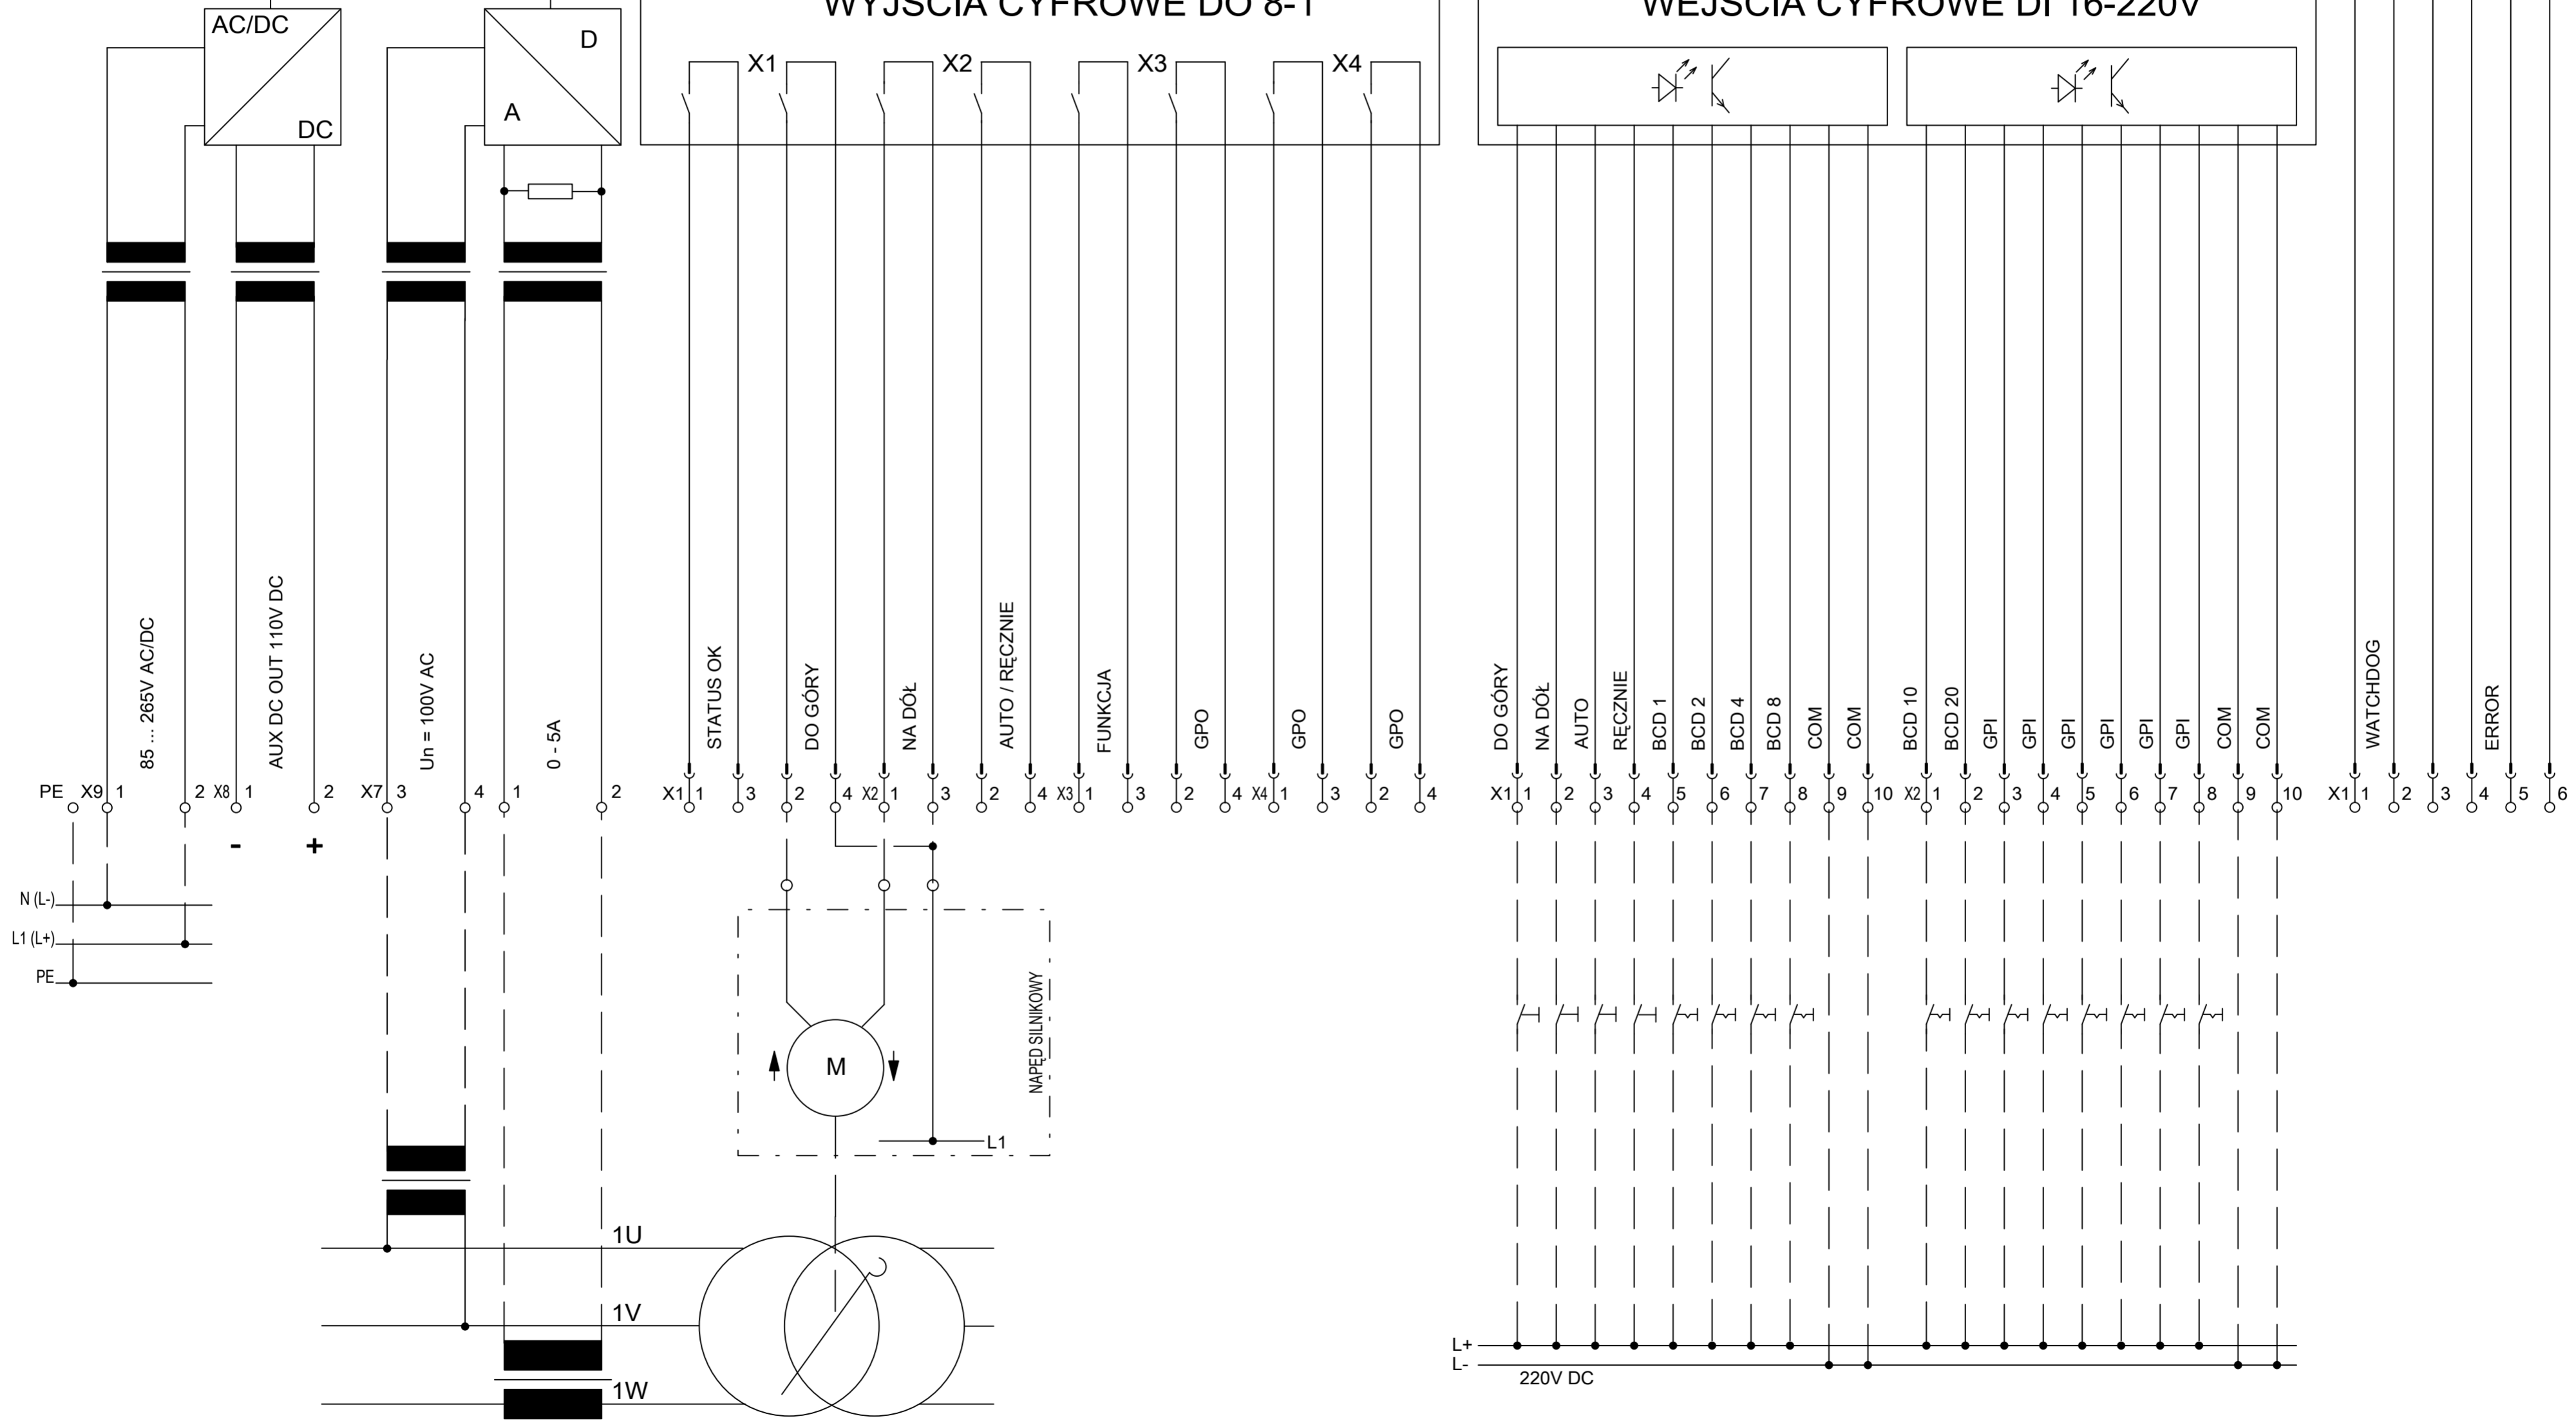 WYJŚCIA CYFROWE DO 8-1
WEJŚCIA CYFROWE DI 16-220V
AC/DC
DC
D
A
X1
X2
X3
X4
85 ... 265V AC/DC
AUX DC OUT 110V DC
Un = 100V AC
0 - 5A
STATUS OK
DO GÓRY
NA DÓŁ
AUTO / RĘCZNIE
FUNKCJA
GPO
GPO
GPO
DO GÓRY
NA DÓŁ
AUTO
RĘCZNIE
BCD 1
BCD 2
BCD 4
BCD 8
COM
COM
BCD 10
BCD 20
GPI
GPI
GPI
GPI
GPI
GPI
COM
COM
WATCHDOG
ERROR
PE X9 1 2 X8 1 2 X7 3 4 1 2
X1 1 3 2 4 X2 1 3 2 4 X3 1 3 2 4 X4 1 3 2 4
X1 1 2 3 4 5 6 7 8 9 10 X2 1 2 3 4 5 6 7 8 9 10
X1 1 2 3 4 5 6
- +
N (L-)
L1 (L+)
PE
NAPĘD SILNIKOWY
M
L1
1U
1V
1W
L+
L-
220V DC